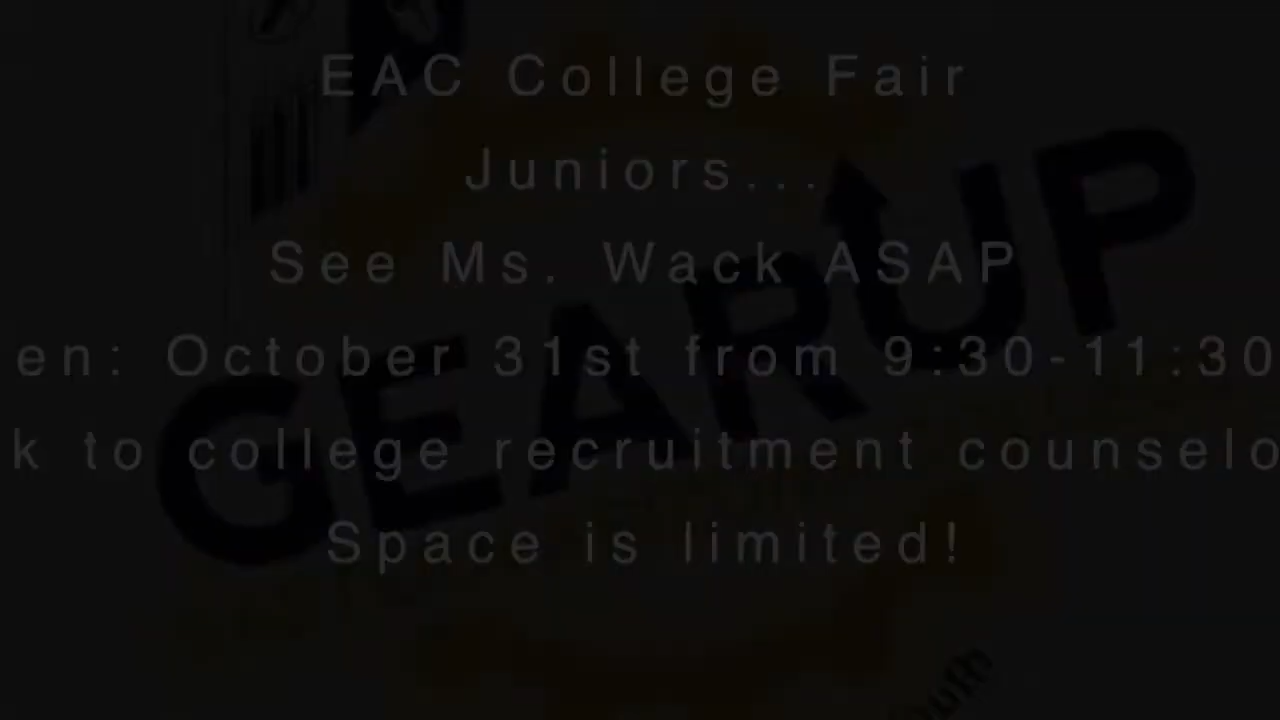 EAC College Fair
Juniors...
See Ms. Wack ASAP
en: October 31st from 9:30-11:30
k to college recruitment counselo
Space is limited!
GEARUP